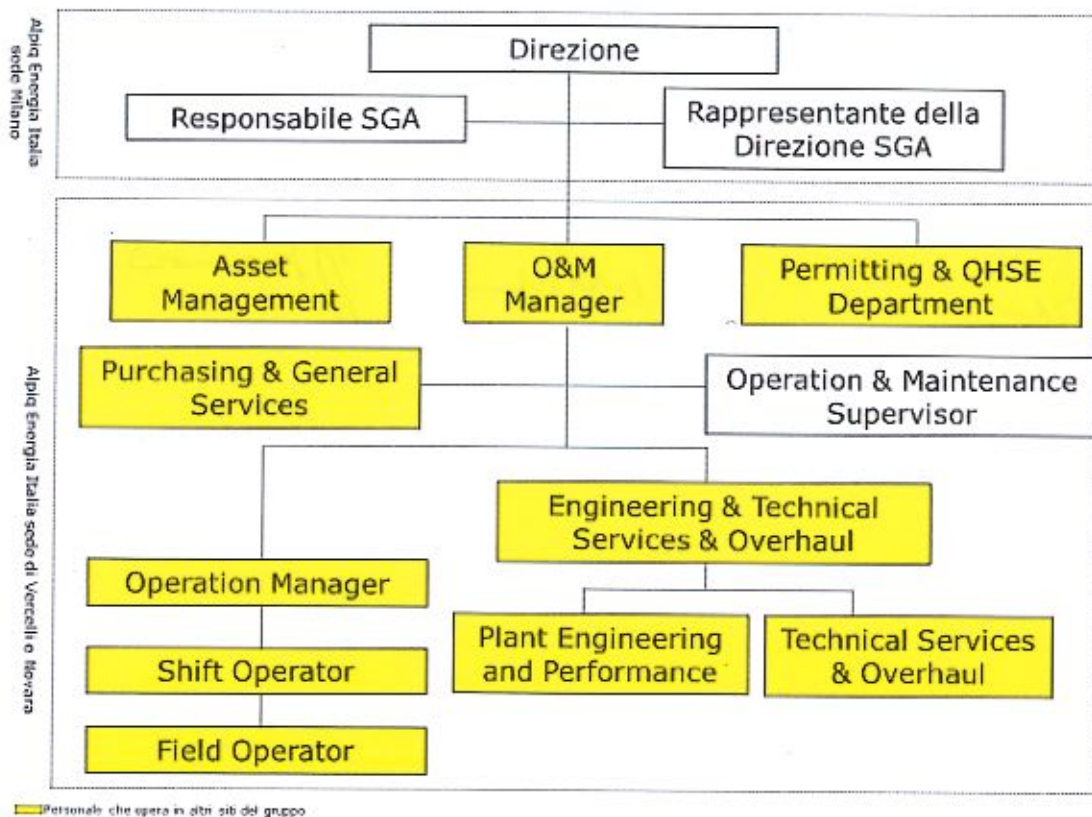 Alpiq Energia Italia
sede Milano
Direzione
Responsabile SGA
Rappresentante della
Direzione SGA
Alpiq Energia Italia sede di Vercelli e Novara
Asset
Management
O&M
Manager
Permitting & QHSE
Department
Purchasing & General
Services
Operation & Maintenance
Supervisor
Engineering & Technical
Services & Overhaul
Operation Manager
Plant Engineering
and Performance
Technical Services
& Overhaul
Shift Operator
Field Operator
Personale che opera in altri siti del gruppo